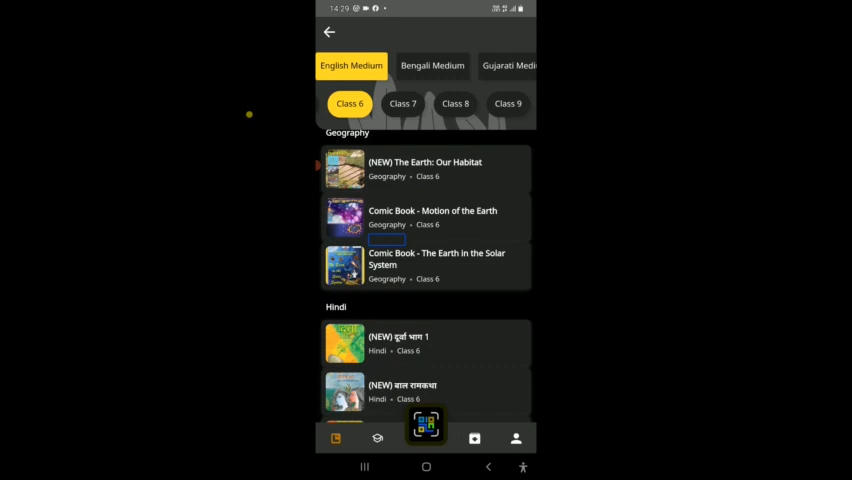 14:29
English Medium Bengali Medium Gujarati Medi
Class 6 Class 7 Class 8 Class 9
Geography
(NEW) The Earth: Our Habitat
Geography • Class 6
Comic Book - Motion of the Earth
Geography • Class 6
Comic Book - The Earth in the Solar
System
Geography • Class 6
Hindi
(NEW) दूर्वा भाग 1
Hindi • Class 6
(NEW) बाल रामकथा
Hindi • Class 6